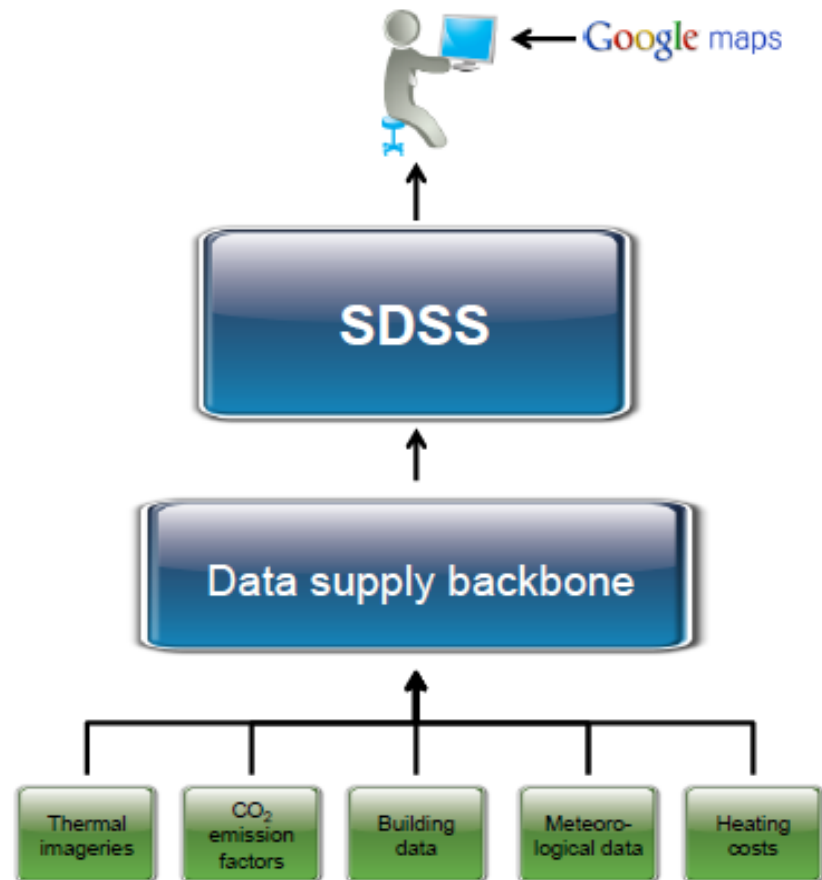 Google maps
SDSS
Data supply backbone
Thermal
imageries
CO₂
emission
factors
Building
data
Meteoro-
logical data
Heating
costs